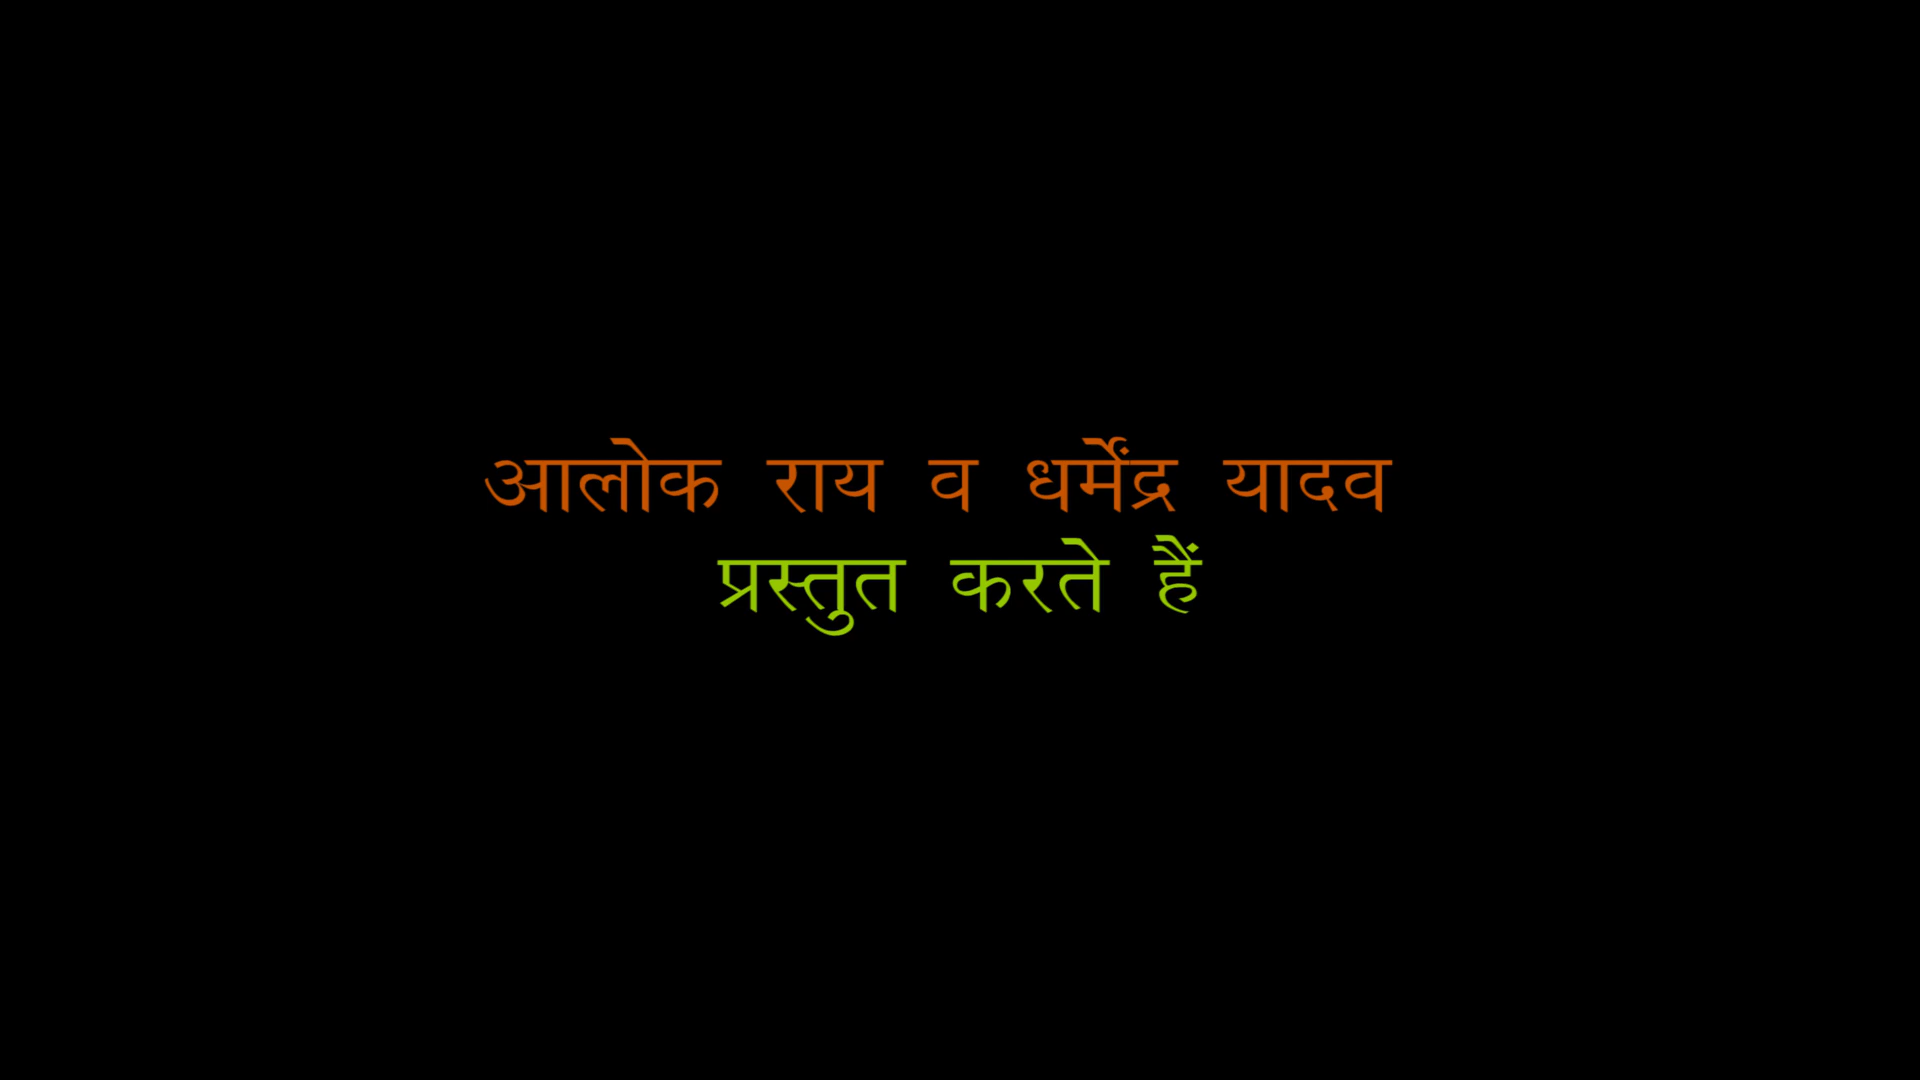 आलोक राय व धर्मेंद्र यादव
प्रस्तुत करते हैं